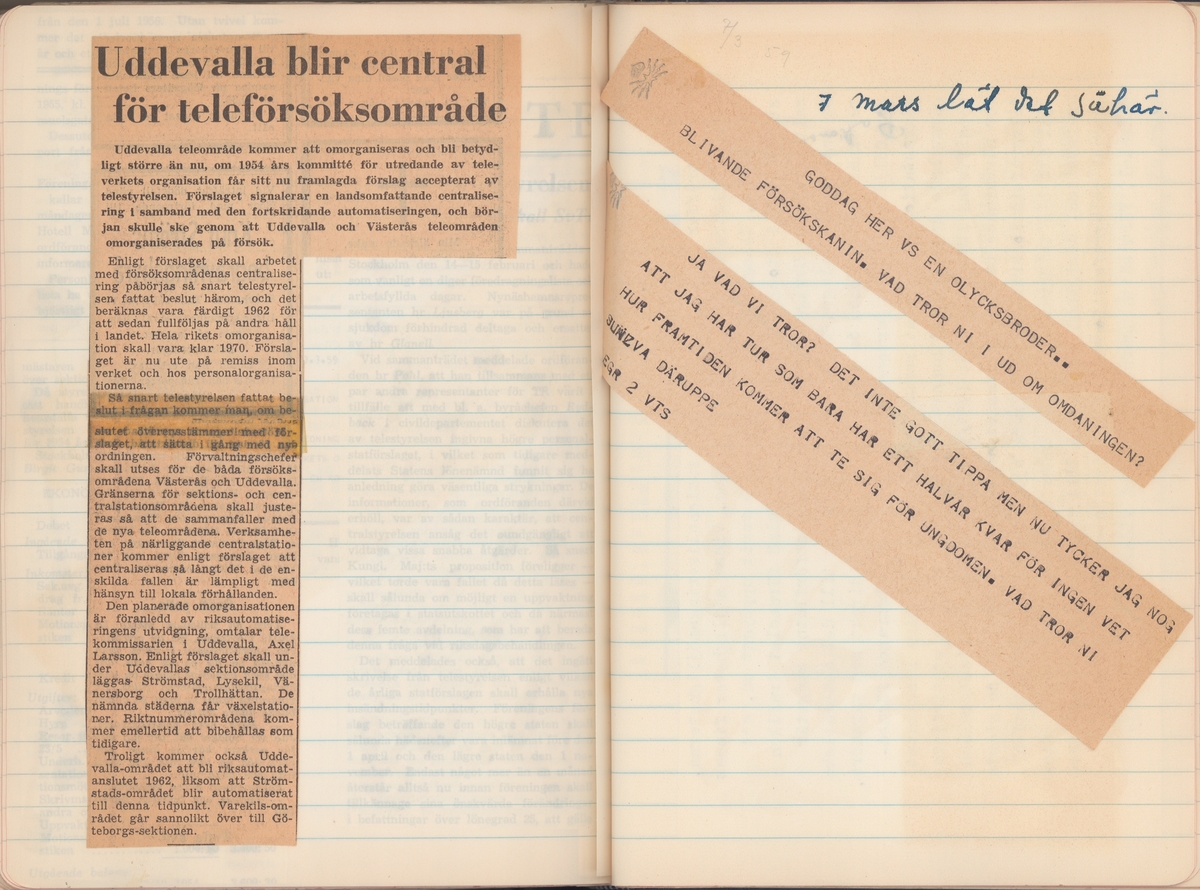 Uddevalla blir central
för teleförsöksområde
Uddevalla teleområde kommer att omorganiseras och bli betyd-
ligt större än nu, om 1954 års kommitté för utredande av tele-
verkets organisation får sitt nu framlagda förslag accepterat av
telestyrelsen. Förslaget signalerar en landsomfattande centralise-
ring i samband med den fortskridande automatiseringen, och bör-
jan skulle ske genom att Uddevalla och Västerås teleområden
omorganiserades på försök.
Enligt förslaget skall arbetet
med försöksområdenas centralise-
ring påbörjas så snart telestyrel-
sen fattat beslut härom, och det
beräknas vara färdigt 1962 för
att sedan fullföljas på andra håll
i landet. Hela rikets omorganisa-
tion skall vara klar 1970. Försla-
get är nu ute på remiss inom
verket och hos personalorganisa-
tionerna.
Så snart telestyrelsen fattat be-
slut i frågan kommer man, om be-
slutet överensstämmer med för-
slaget, att sätta i gång med nya
ordningen. Förvaltningschefer
skall utses för de båda försöks-
områdena Västerås och Uddevalla.
Gränserna för sektions- och cen-
tralstationsområdena skall juste-
ras så att de sammanfaller med
de nya teleområdena. Verksamhe-
ten på närliggande centralstatio-
ner kommer enligt förslaget att
centraliseras så långt det i de en-
skilda fallen är lämpligt med
hänsyn till lokala förhållanden.
Den planerade omorganisationen
är föranledd av riksautomatise-
ringens utvidgning, omtalar tele-
kommissarien i Uddevalla, Axel
Larsson. Enligt förslaget skall un-
der Uddevallas sektionsområde
läggas Strömstad, Lysekil, Vä-
nersborg och Trollhättan. De
nämnda städerna får växelstatio-
ner. Riktnummerområdena kom-
mer emellertid att bibehållas som
tidigare.
Troligt kommer också Udde-
valla-området att bli riksautomat-
anslutet 1962, liksom att Ström-
stads-området blir automatiserat
till denna tidpunkt. Varekils-om-
rådet går sannolikt över till Gö-
teborgs-sektionen.
7/3 59
7 mars lät det såhär.
GODDAG HER VS EN OLYCKSBRODER..
BLIVANDE FÖRSÖKSKANIN. VAD TROR NI I UD OM OMDANINGEN?
JA VAD VI TROR? DET INTE GOTT TIPPA MEN NU TYCKER JAG NOG
ATT JAG HAR TUR SOM BARA HAR ETT HALVÅR KVAR FÖR INGEN VET
HUR FRAMTIDEN KOMMER ATT TE SIG FÖR UNGDOMEN. VAD TROR NI
DÄRUPPE
EGR 2 VTS